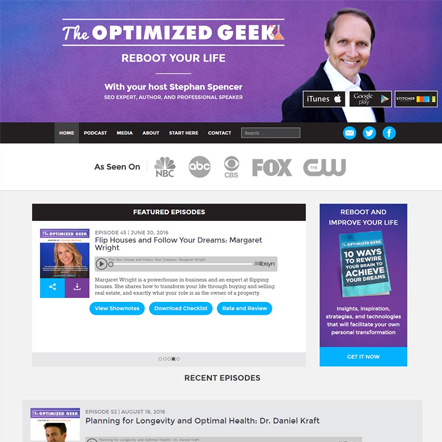 The OPTIMIZED GEEK
REBOOT YOUR LIFE
With your host Stephan Spencer
SEO EXPERT, AUTHOR, AND PROFESSIONAL SPEAKER
iTunes
Google play
STITCHER
HOME PODCAST MEDIA ABOUT START HERE CONTACT Search
As Seen On
NBC
abc
CBS
FOX
THE CW
FEATURED EPISODES
The OPTIMIZED GEEK
EPISODE 45 | JUNE 30, 2016
Flip Houses and Follow Your Dreams: Margaret
Wright
Flip Houses and Follow Your Dreams: Margaret Wright
libsyn
Margaret Wright is a powerhouse in business and an expert at flipping
houses. She shares how to transform your life through buying and selling
real estate, and exactly what your role is as the owner of a property.
View Shownotes
Download Checklist
Rate and Review
REBOOT AND
IMPROVE YOUR LIFE
The OPTIMIZED GEEK
10 WAYS
TO REWIRE
YOUR BRAIN TO
ACHIEVE
YOUR DREAMS
Insights, inspiration,
strategies, and technologies
that will facilitate your own
personal transformation
GET IT NOW
RECENT EPISODES
The OPTIMIZED GEEK
EPISODE 52 | AUGUST 18, 2016
Planning for Longevity and Optimal Health: Dr. Daniel Kraft
Planning for Longevity and Optimal Health: Dr. Daniel Kraft